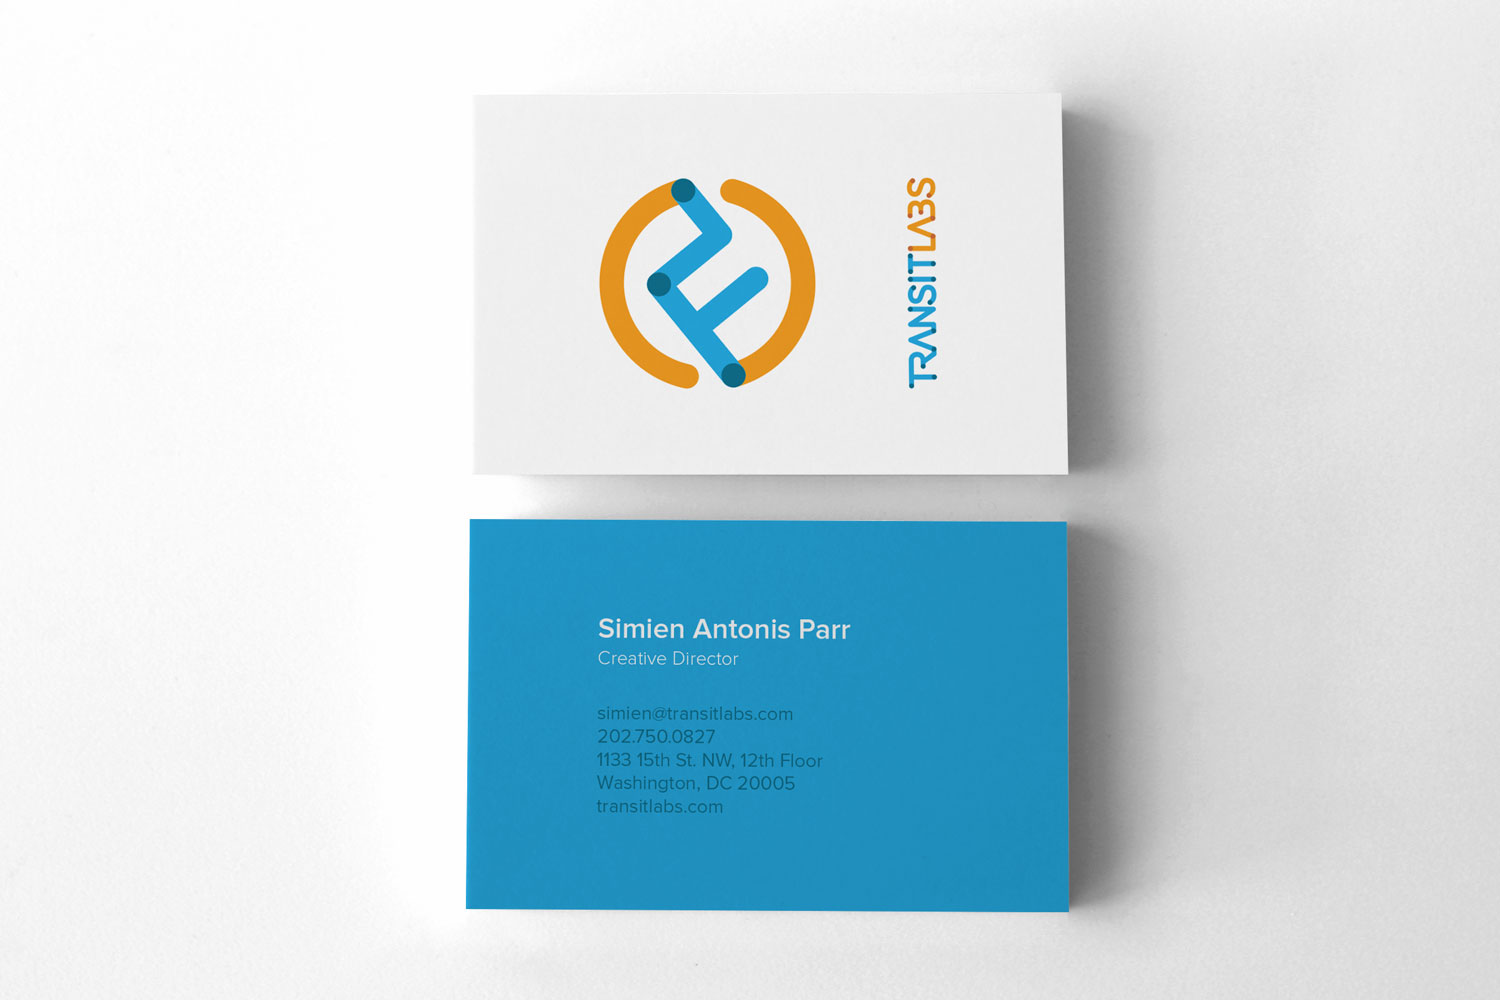 TRANSITLABS
Simien Antonis Parr
Creative Director
simien@transitlabs.com
202.750.0827
1133 15th St. NW, 12th Floor
Washington, DC 20005
transitlabs.com